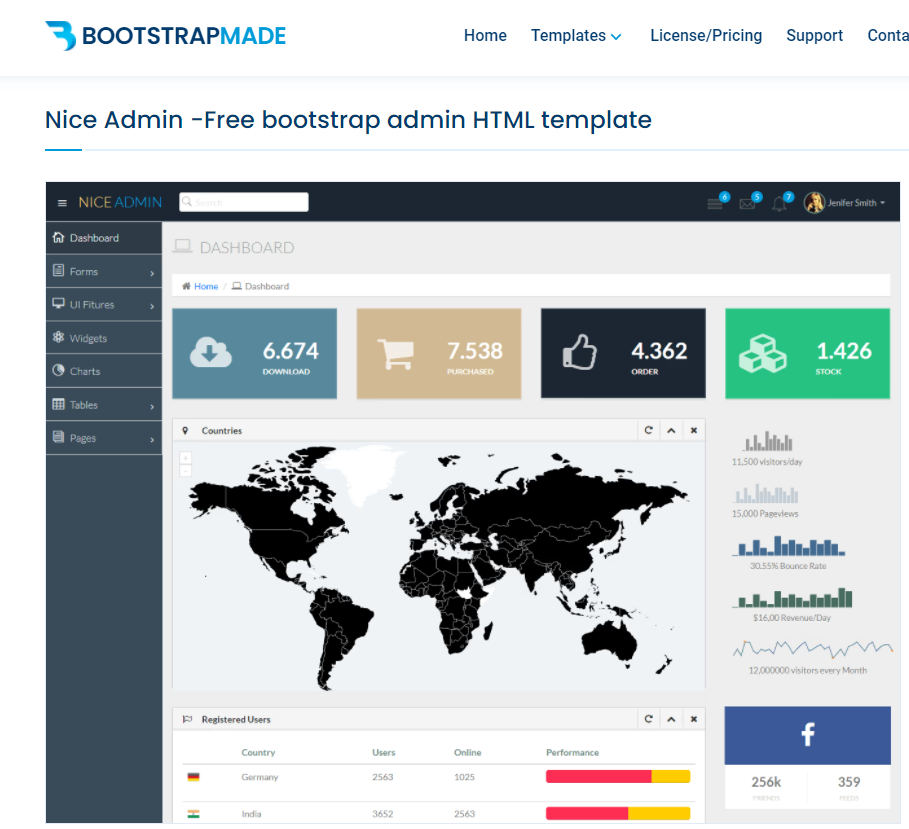 BOOTSTRAPMADE
Home Templates License/Pricing Support Conta
Nice Admin -Free bootstrap admin HTML template
NICE ADMIN
Search
6 5 7 Jenifer Smith
Dashboard
Forms
UI Fitures
Widgets
Charts
Tables
Pages
DASHBOARD
Home / Dashboard
6.674
DOWNLOAD
7.538
PURCHASED
4.362
ORDER
1.426
STOCK
Countries
+
-
11,500 visitors/day
15,000 Pageviews
30.55% Bounce Rate
$16,00 Revenue/Day
12,000000 visitors every Month
Registered Users
Country Users Online Performance
Germany 2563 1025
India 3652 2563
f
256k
FRIENDS
359
FEEDS